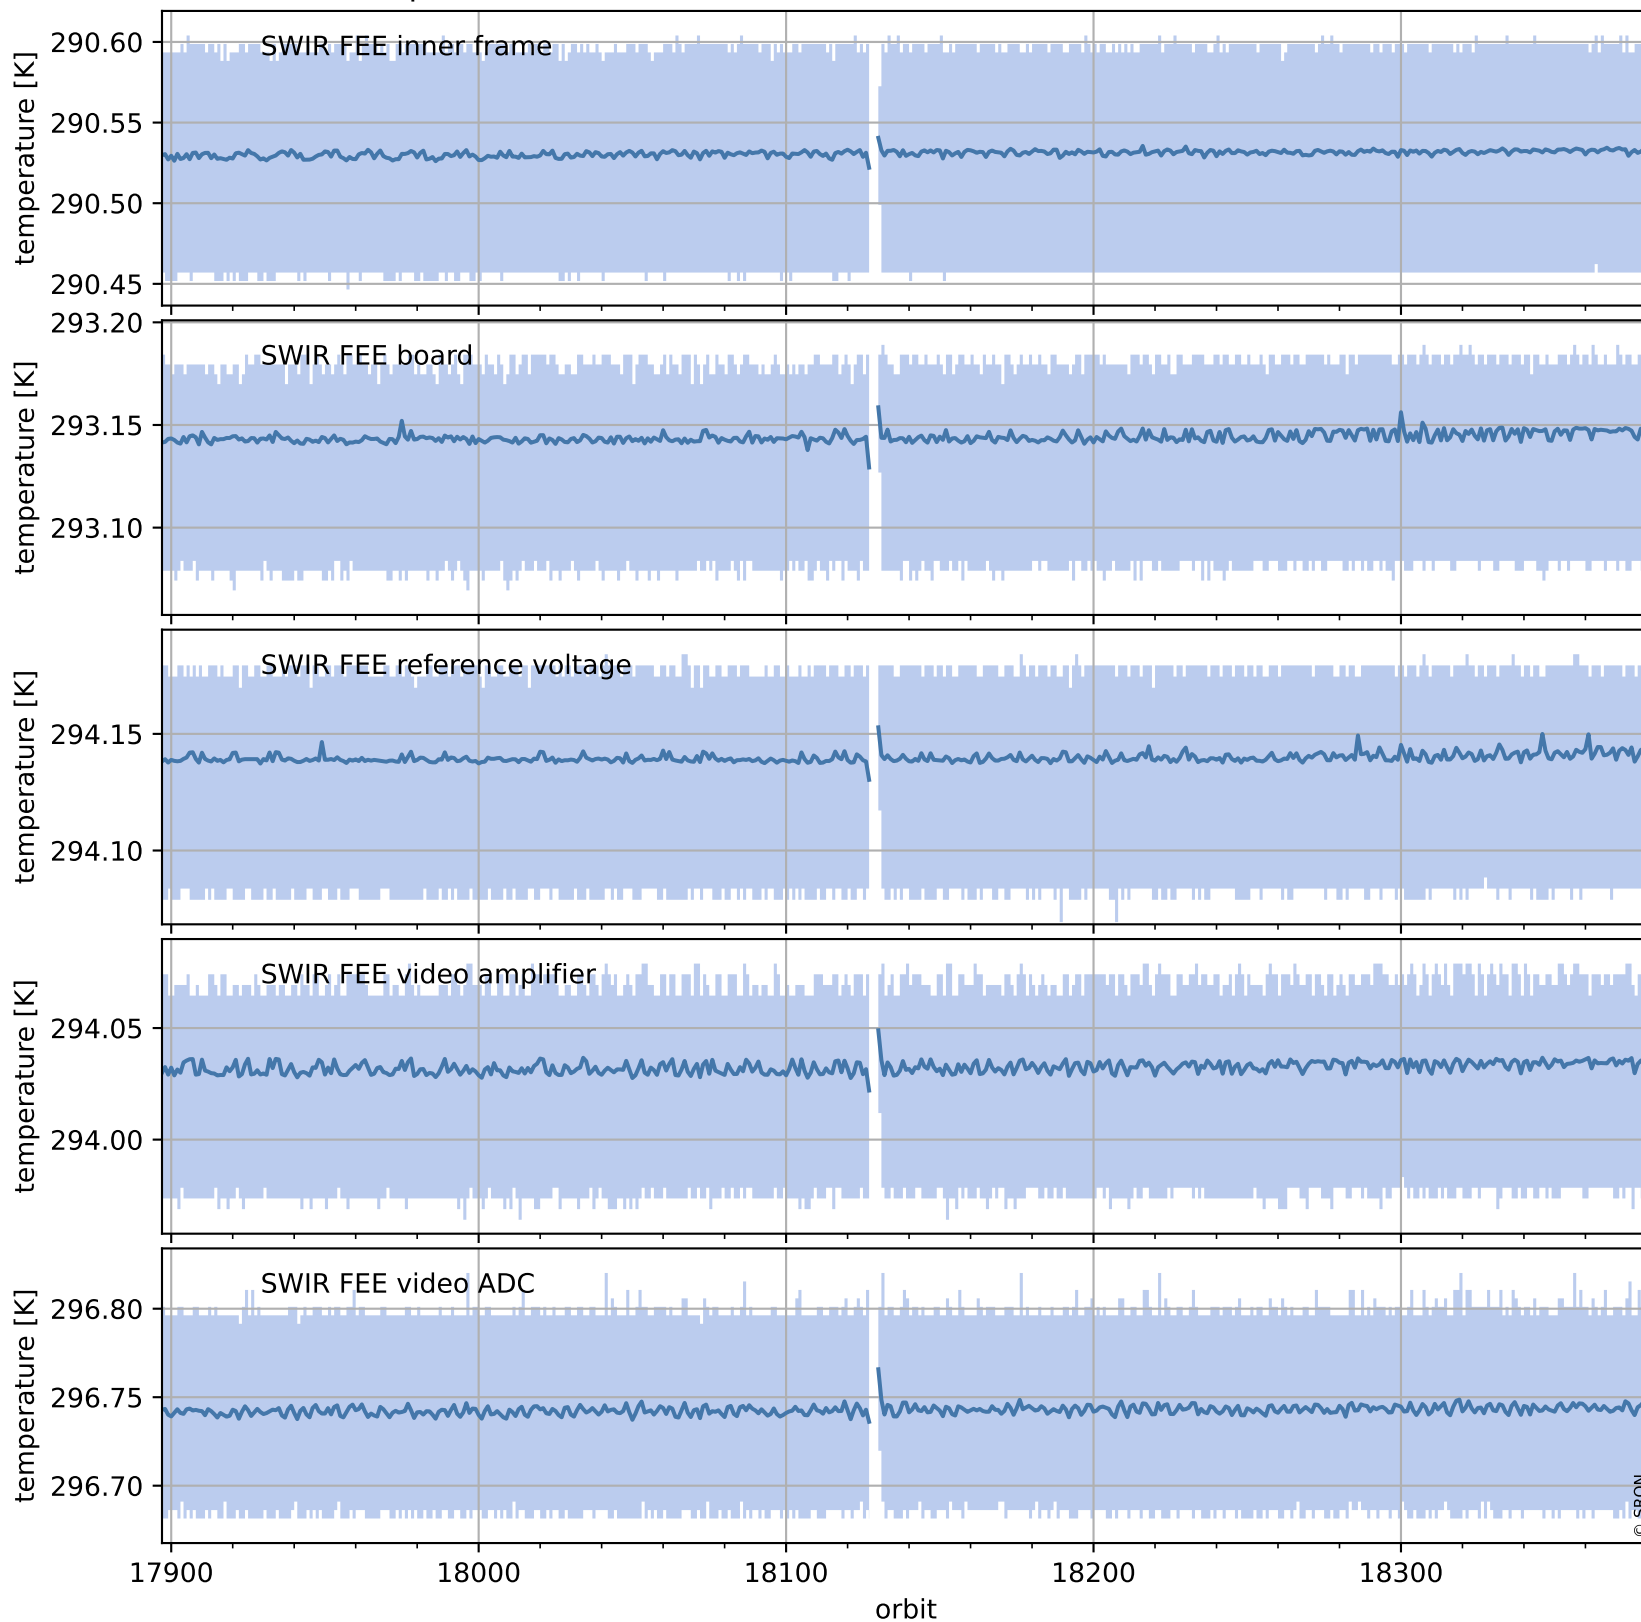 290.60
290.55
290.50
290.45
temperature [K]
SWIR FEE inner frame
293.20
293.15
293.10
temperature [K]
SWIR FEE board
294.15
294.10
temperature [K]
SWIR FEE reference voltage
294.05
294.00
temperature [K]
SWIR FEE video amplifier
296.80
296.75
296.70
temperature [K]
SWIR FEE video ADC
17900 18000 18100 18200 18300
orbit
© SRON